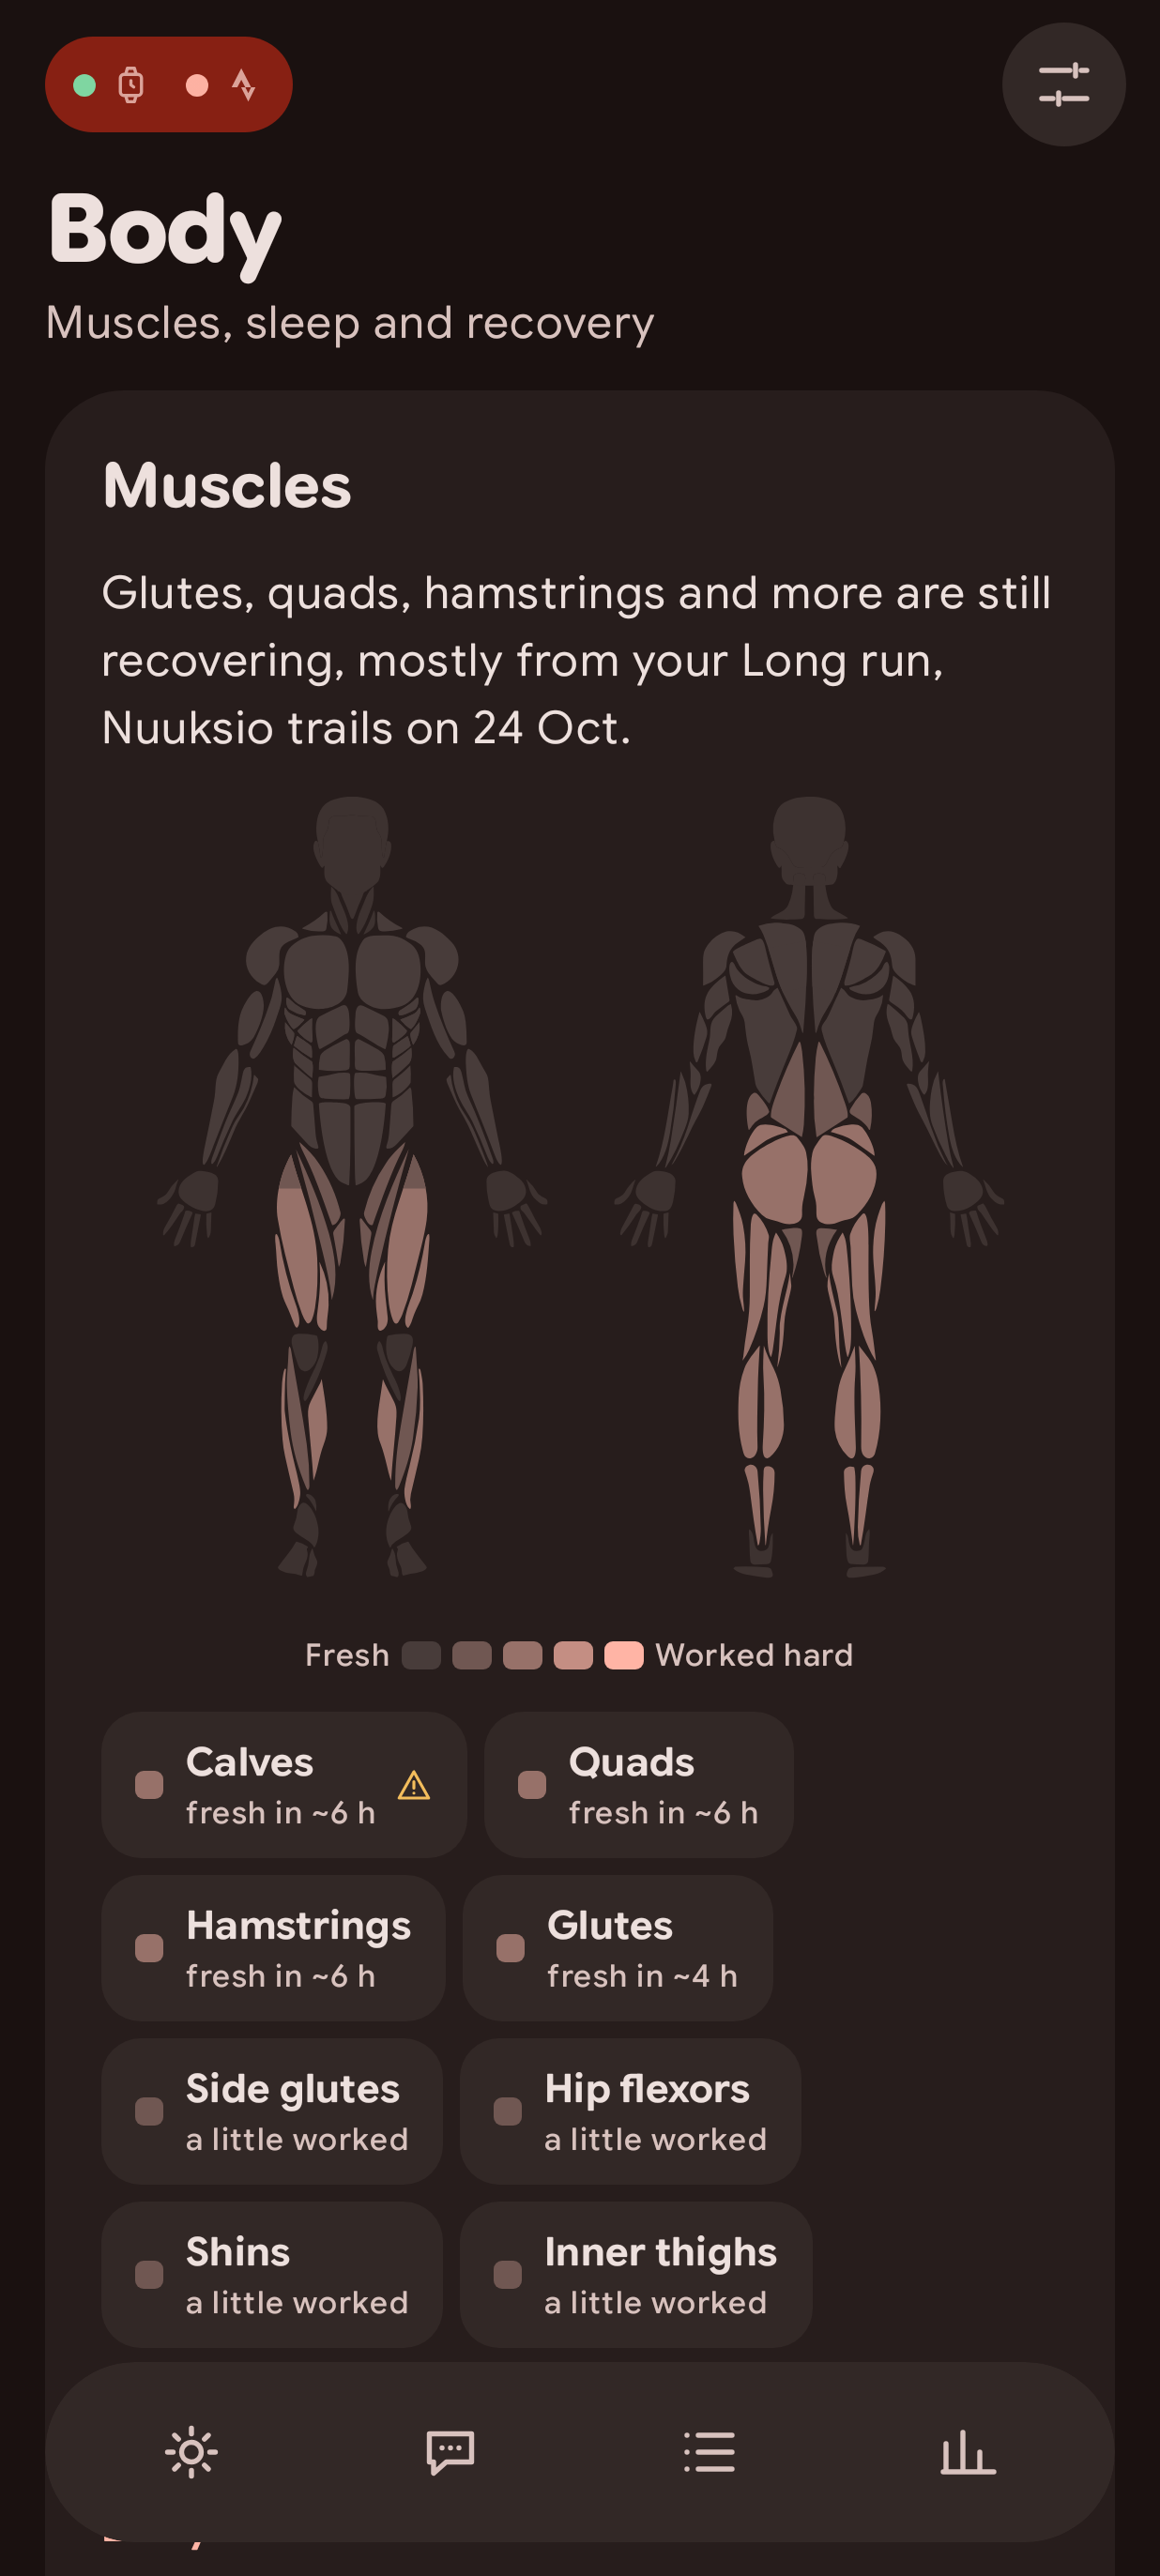 Body
Muscles, sleep and recovery
Muscles
Glutes, quads, hamstrings and more are still
recovering, mostly from your Long run,
Nuuksio trails on 24 Oct.
Fresh Worked hard
Calves
fresh in ~6 h
Quads
fresh in ~6 h
Hamstrings
fresh in ~6 h
Glutes
fresh in ~4 h
Side glutes
a little worked
Hip flexors
a little worked
Shins
a little worked
Inner thighs
a little worked